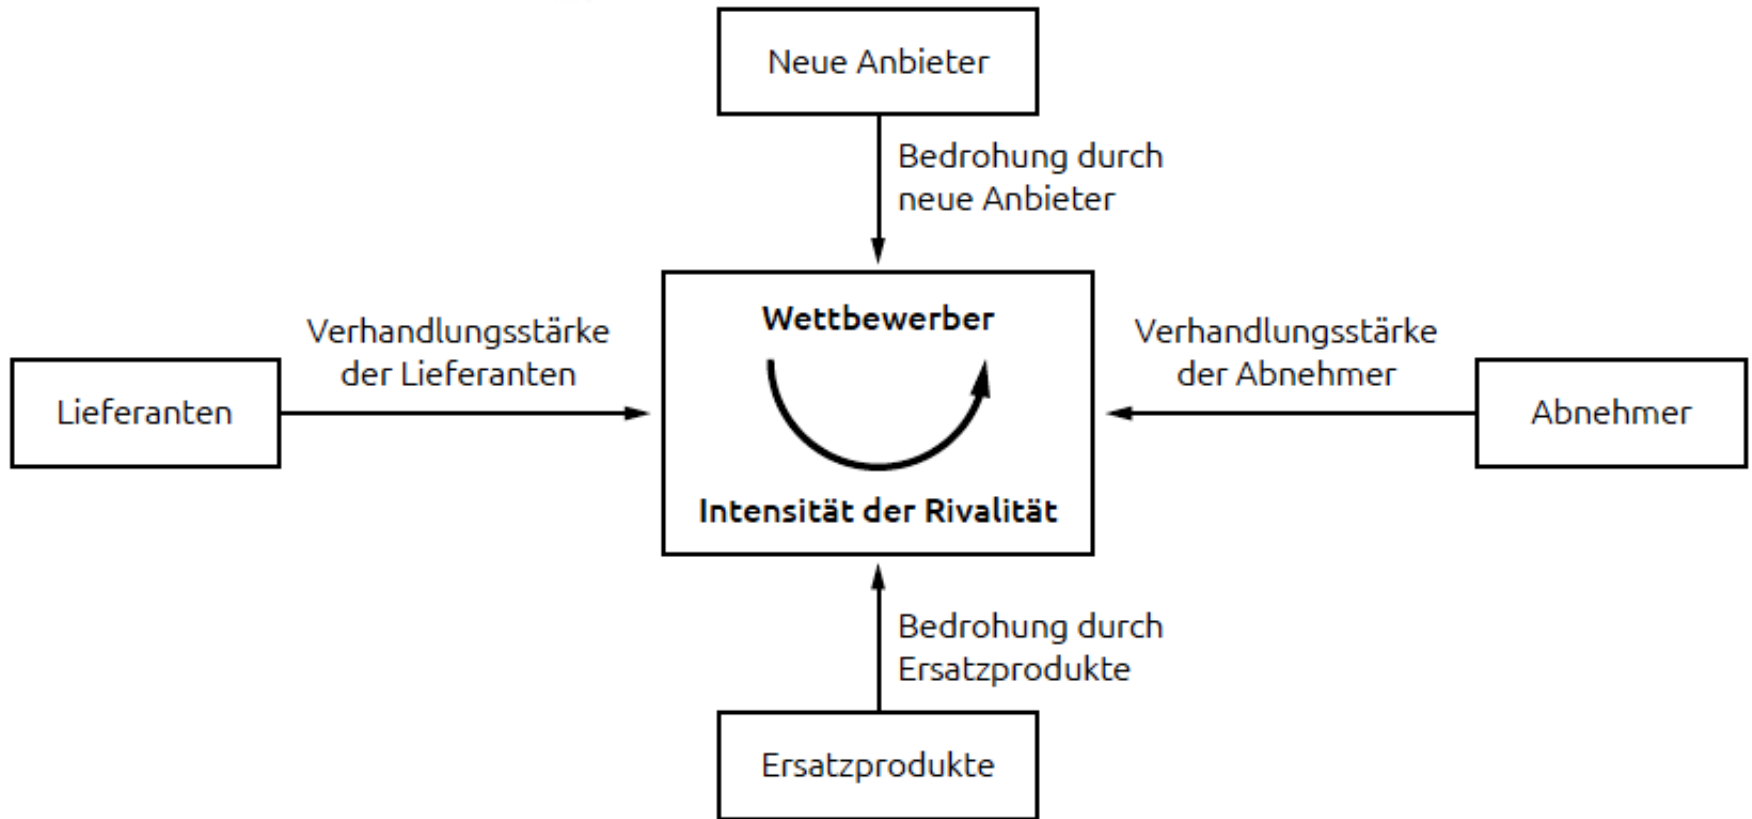 Neue Anbieter
Bedrohung durch
neue Anbieter
Wettbewerber
Verhandlungsstärke
der Lieferanten
Verhandlungsstärke
der Abnehmer
Lieferanten
Abnehmer
Intensität der Rivalität
Bedrohung durch
Ersatzprodukte
Ersatzprodukte